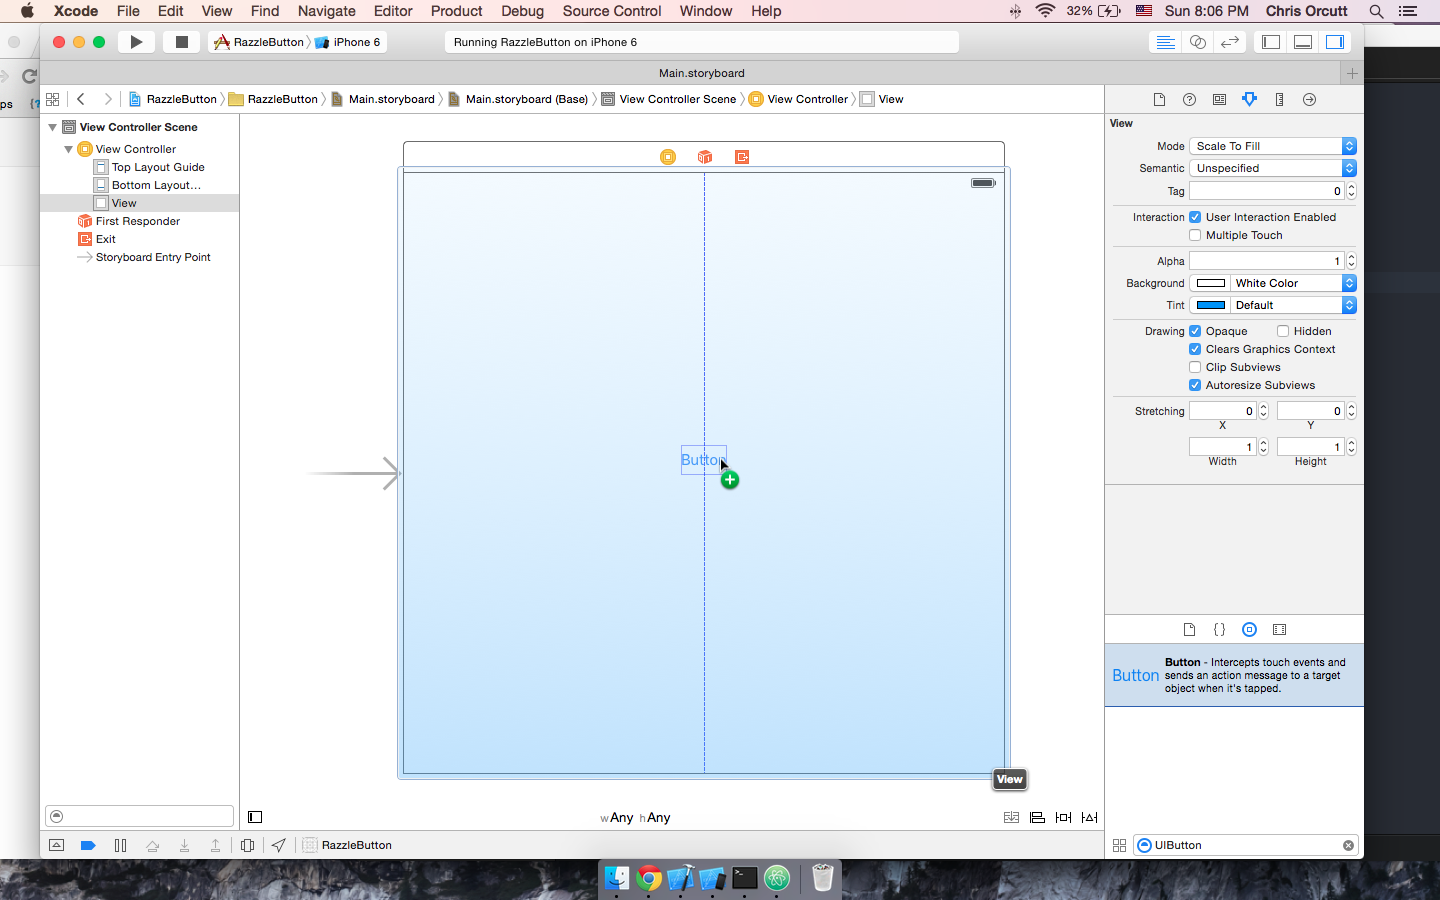 Xcode File Edit View Find Navigate Editor Product Debug Source Control Window Help 32% Sun 8:06 PM Chris Orcutt
RazzleButton iPhone 6 Running RazzleButton on iPhone 6
Main.storyboard
ps
RazzleButton RazzleButton Main.storyboard Main.storyboard (Base) View Controller Scene View Controller View
View Controller Scene
View Controller
Top Layout Guide
Bottom Layout...
View
First Responder
Exit
Storyboard Entry Point
Button
View
wAny hAny
RazzleButton
View
Mode Scale To Fill
Semantic Unspecified
Tag 0
Interaction User Interaction Enabled
Multiple Touch
Alpha 1
Background White Color
Tint Default
Drawing Opaque Hidden
Clears Graphics Context
Clip Subviews
Autoresize Subviews
Stretching 0 0
X Y
1 1
Width Height
Button
Button - Intercepts touch events and
sends an action message to a target
object when it's tapped.
UIButton